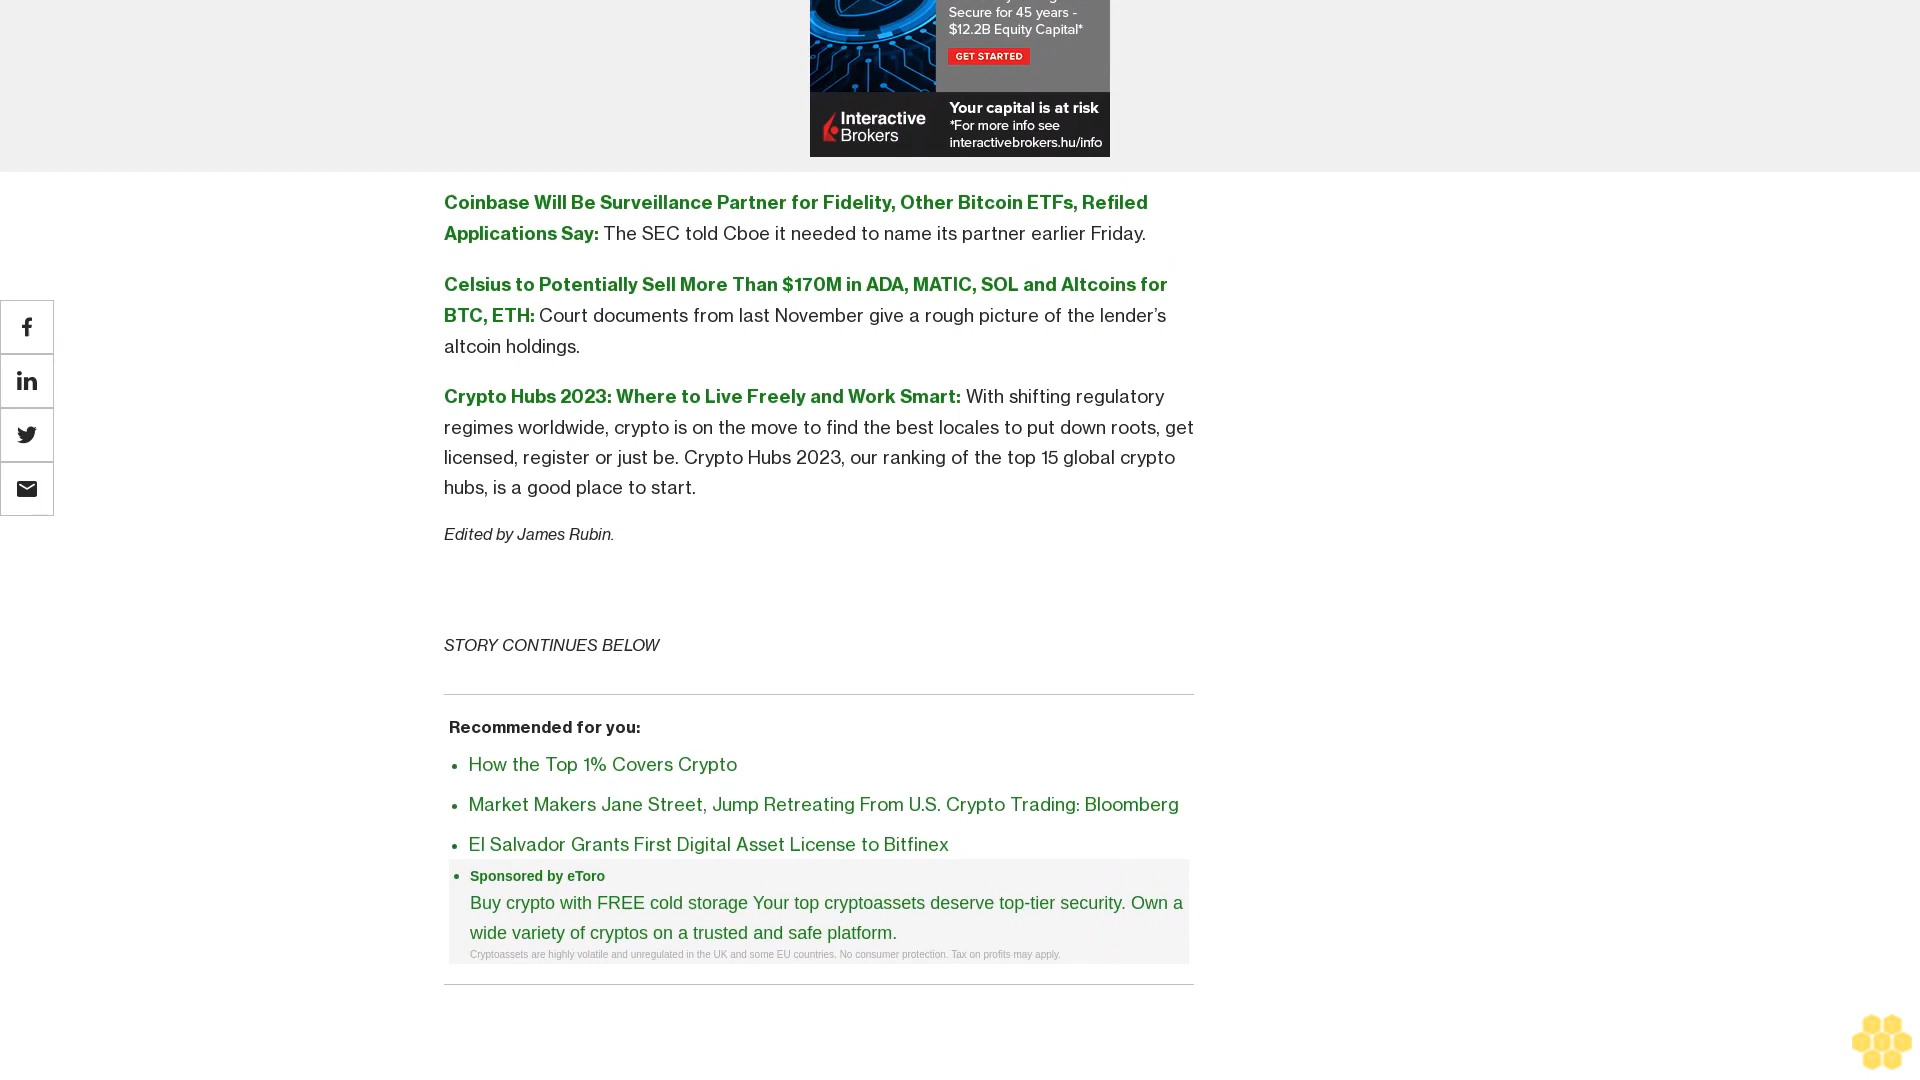 Secure for 45 years -
$12.2B Equity Capital*
GET STARTED
Interactive
Brokers
Your capital is at risk
*For more info see
interactivebrokers.hu/info
Coinbase Will Be Surveillance Partner for Fidelity, Other Bitcoin ETFs, Refiled
Applications Say: The SEC told Cboe it needed to name its partner earlier Friday.
Celsius to Potentially Sell More Than $170M in ADA, MATIC, SOL and Altcoins for
BTC, ETH: Court documents from last November give a rough picture of the lender’s
altcoin holdings.
Crypto Hubs 2023: Where to Live Freely and Work Smart: With shifting regulatory
regimes worldwide, crypto is on the move to find the best locales to put down roots, get
licensed, register or just be. Crypto Hubs 2023, our ranking of the top 15 global crypto
hubs, is a good place to start.
Edited by James Rubin.
STORY CONTINUES BELOW
Recommended for you:
• How the Top 1% Covers Crypto
• Market Makers Jane Street, Jump Retreating From U.S. Crypto Trading: Bloomberg
• El Salvador Grants First Digital Asset License to Bitfinex
• Sponsored by eToro
Buy crypto with FREE cold storage Your top cryptoassets deserve top-tier security. Own a
wide variety of cryptos on a trusted and safe platform.
Cryptoassets are highly volatile and unregulated in the UK and some EU countries. No consumer protection. Tax on profits may apply.